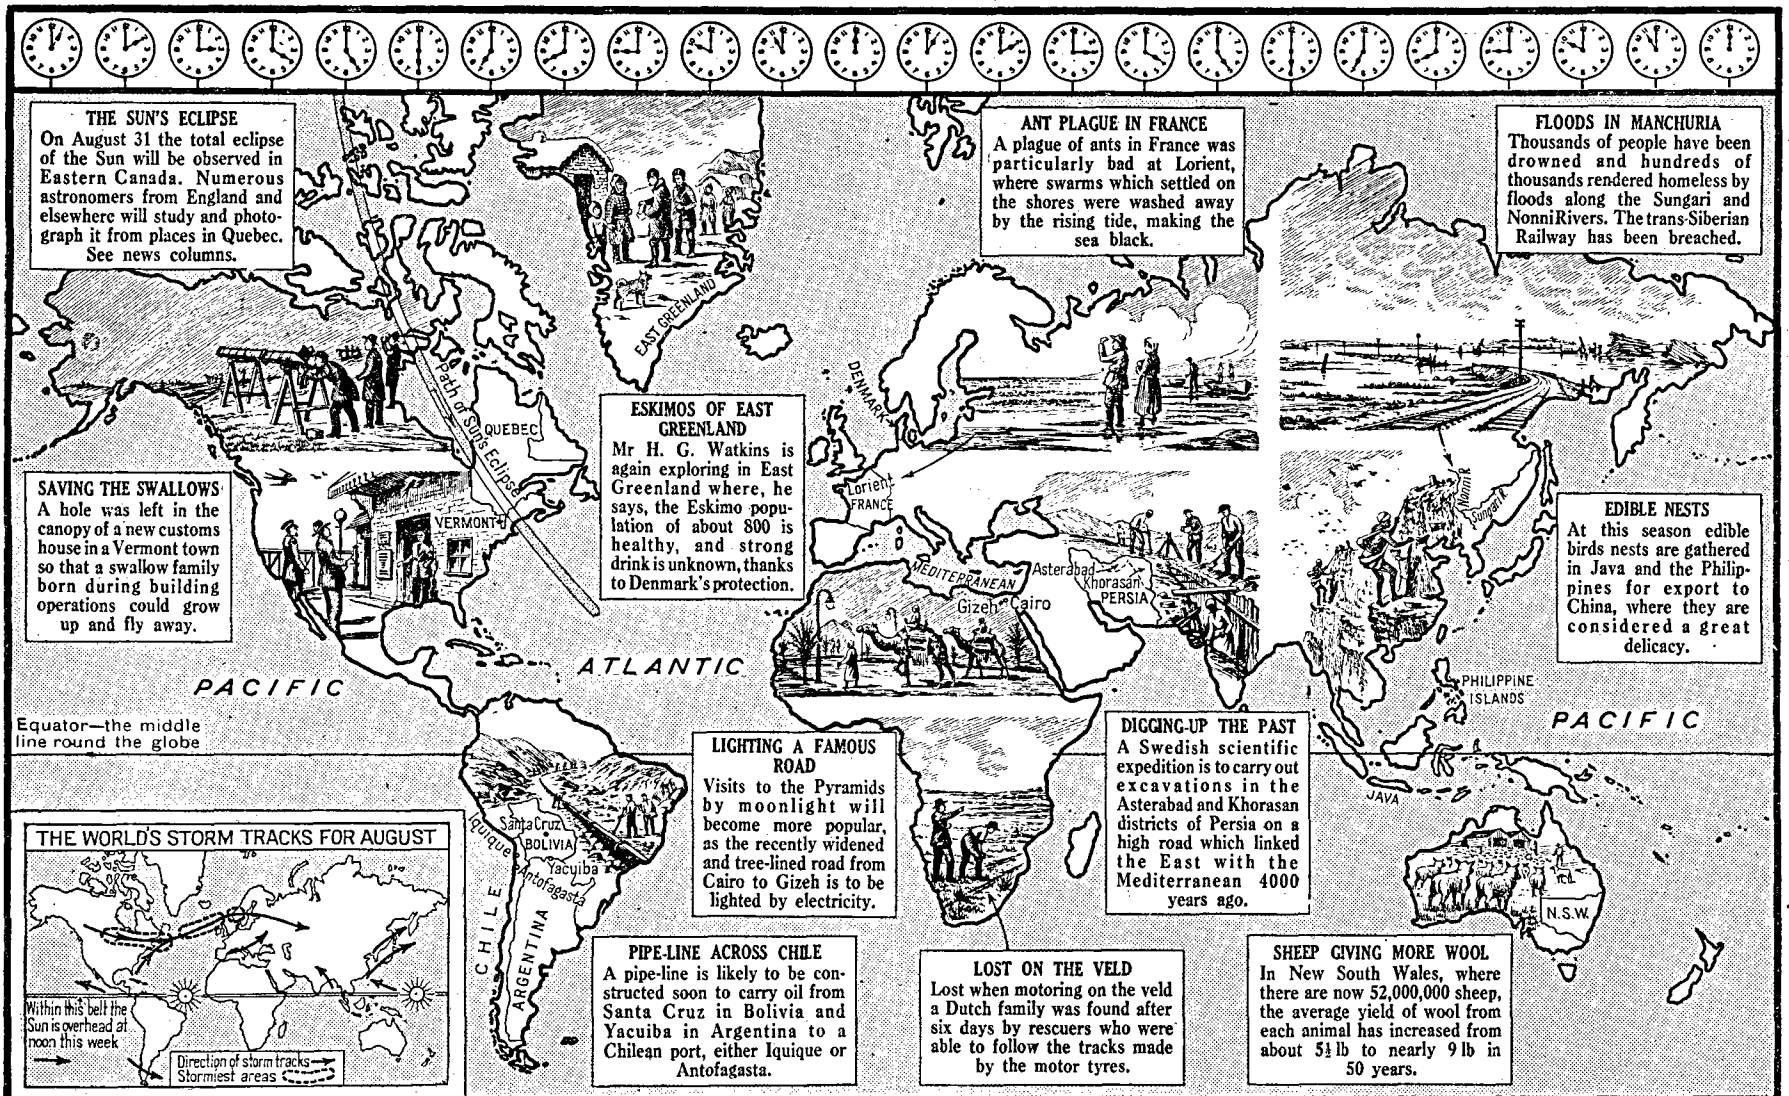 THE SUN'S ECLIPSE
On August 31 the total eclipse
of the Sun will be observed in
Eastern Canada. Numerous
astronomers from England and
elsewhere will study and photo-
graph it from places in Quebec.
See news columns.
ANT PLAGUE IN FRANCE
A plague of ants in France was
particularly bad at Lorient,
where swarms which settled on
the shores were washed away
by the rising tide, making the
sea black.
FLOODS IN MANCHURIA
Thousands of people have been
drowned and hundreds of
thousands rendered homeless by
floods along the Sungari and
Nonni Rivers. The trans-Siberian
Railway has been breached.
EAST GREENLAND
Path of Sun's Eclipse
QUEBEC
DENMARK
ESKIMOS OF EAST
GREENLAND
Mr H. G. Watkins is
again exploring in East
Greenland where, he
says, the Eskimo popu-
lation of about 800 is
healthy, and strong
drink is unknown, thanks
to Denmark's protection.
SAVING THE SWALLOWS
A hole was left in the
canopy of a new customs
house in a Vermont town
so that a swallow family
born during building
operations could grow
up and fly away.
VERMONT
Lorient
FRANCE
Nonni R.
Sungari R.
EDIBLE NESTS
At this season edible
birds nests are gathered
in Java and the Philip-
pines for export to
China, where they are
considered a great
delicacy.
MEDITERRANEAN
Asterabad
Khorasan
PERSIA
Gizeh
Cairo
ATLANTIC
PACIFIC
PHILIPPINE
ISLANDS
PACIFIC
Equator—the middle
line round the globe
LIGHTING A FAMOUS
ROAD
Visits to the Pyramids
by moonlight will
become more popular,
as the recently widened
and tree-lined road from
Cairo to Gizeh is to be
lighted by electricity.
DIGGING-UP THE PAST
A Swedish scientific
expedition is to carry out
excavations in the
Asterabad and Khorasan
districts of Persia on a
high road which linked
the East with the
Mediterranean 4000
years ago.
JAVA
Iquique
Santa Cruz
BOLIVIA
Yacuiba
Antofagasta
CHILE
ARGENTINA
N.S.W.
THE WORLD'S STORM TRACKS FOR AUGUST
Within this belt the
Sun is overhead at
noon this week
Direction of storm tracks
Stormiest areas
PIPE-LINE ACROSS CHILE
A pipe-line is likely to be con-
structed soon to carry oil from
Santa Cruz in Bolivia and
Yacuiba in Argentina to a
Chilean port, either Iquique or
Antofagasta.
LOST ON THE VELD
Lost when motoring on the veld
a Dutch family was found after
six days by rescuers who were
able to follow the tracks made
by the motor tyres.
SHEEP GIVING MORE WOOL
In New South Wales, where
there are now 52,000,000 sheep,
the average yield of wool from
each animal has increased from
about 5½ lb to nearly 9 lb in
50 years.